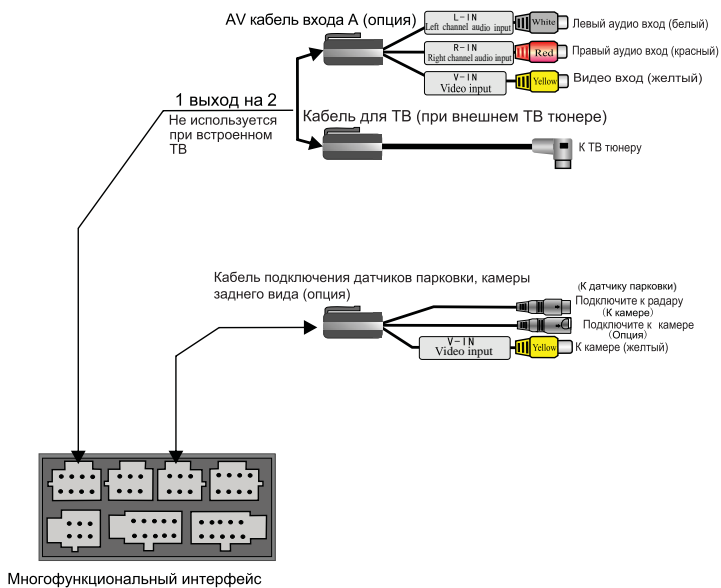 AV кабель входа А (опция)
L-IN
Left channel audio input
White
Левый аудио вход (белый)
R-IN
Right channel audio input
Red
Правый аудио вход (красный)
V-IN
Video input
Yellow
Видео вход (желтый)
1 выход на 2
Не используется
при встроенном
ТВ
Кабель для ТВ (при внешнем ТВ тюнере)
К ТВ тюнеру
Кабель подключения датчиков парковки, камеры
заднего вида (опция)
(К датчику парковки)
Подключите к радару
(К камере)
Подключите к камере
(Опция)
V-IN
Video input
Yellow
К камере (желтый)
Многофункциональный интерфейс